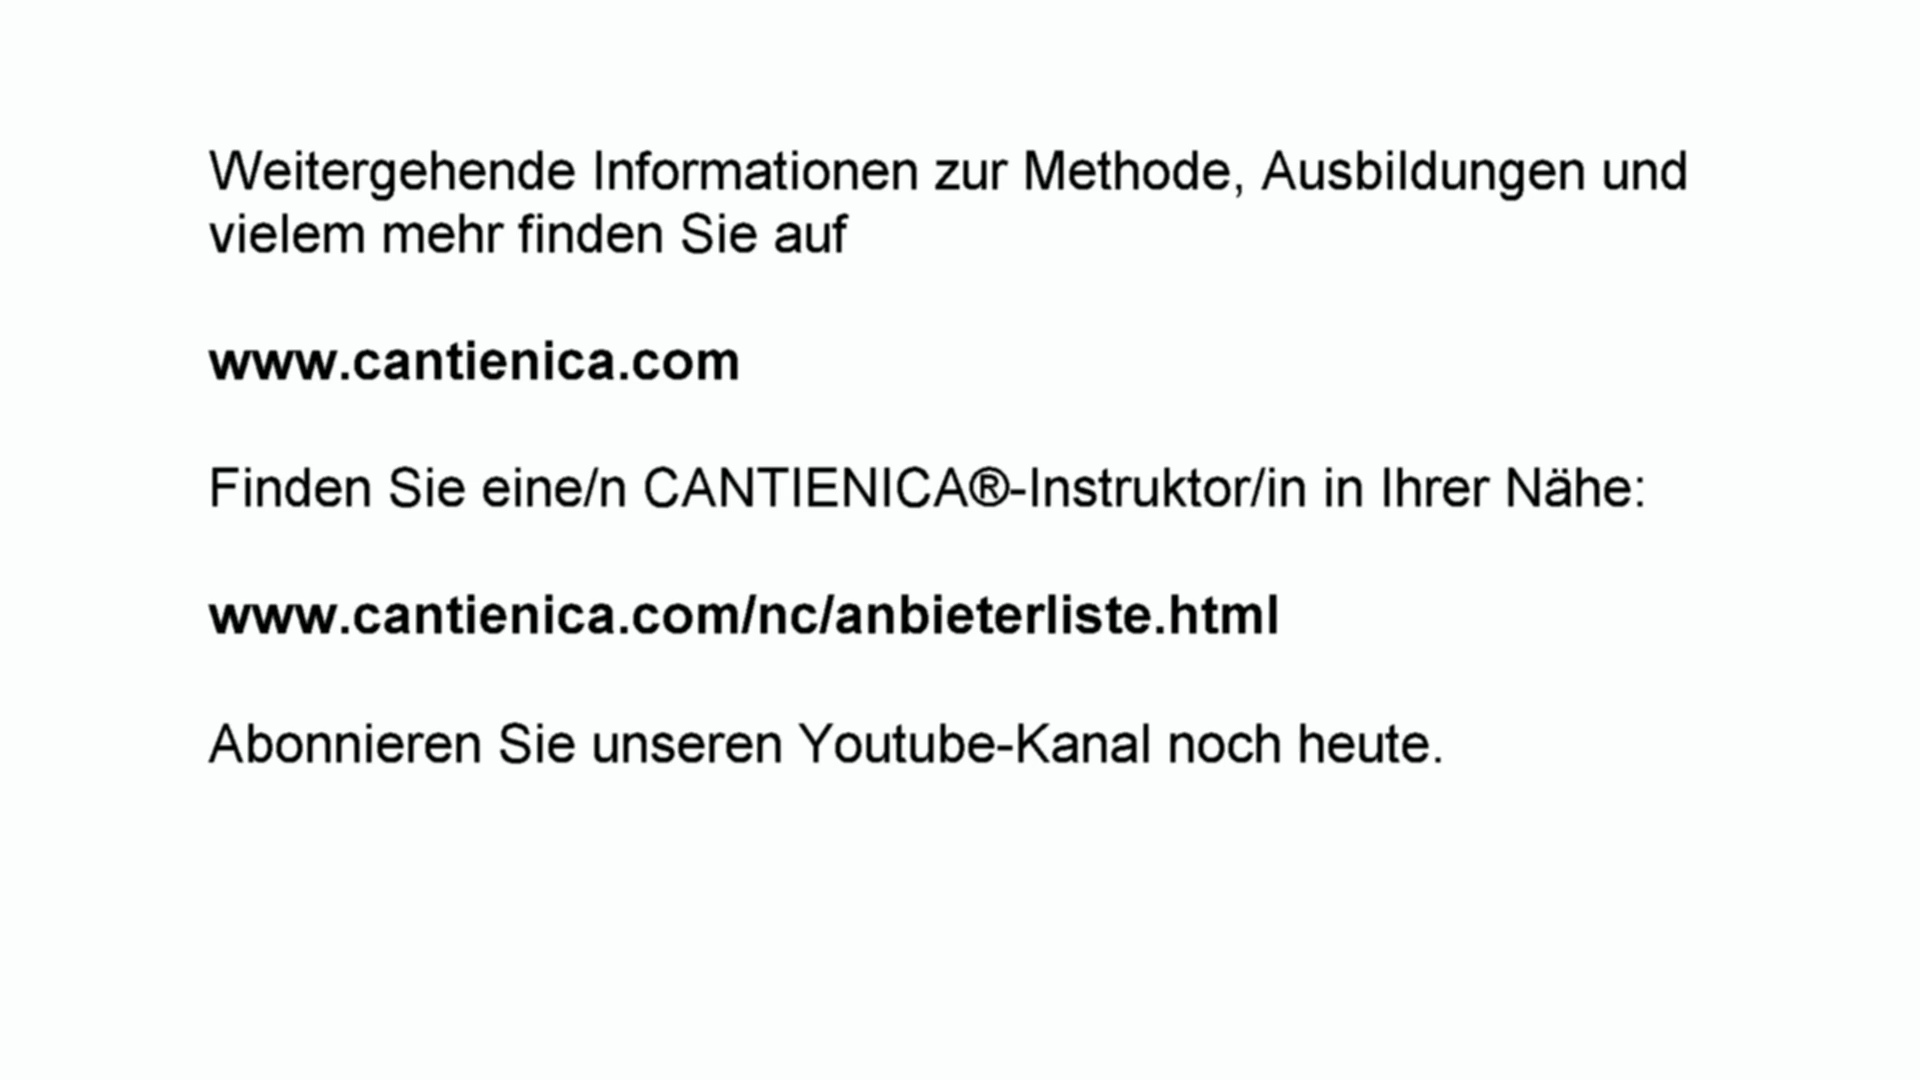 Weitergehende Informationen zur Methode, Ausbildungen und
vielem mehr finden Sie auf
www.cantienica.com
Finden Sie eine/n CANTIENICA®-Instruktor/in in Ihrer Nähe:
www.cantienica.com/nc/anbieterliste.html
Abonnieren Sie unseren Youtube-Kanal noch heute.